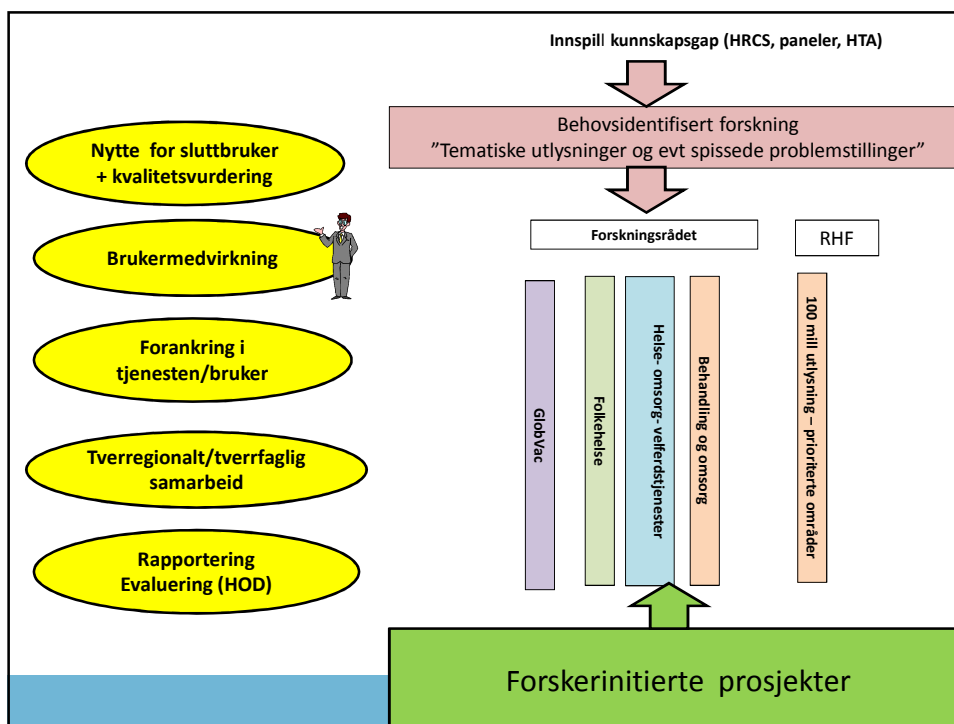 Innspill kunnskapsgap (HRCS, paneler, HTA)
Behovsidentifisert forskning
”Tematiske utlysninger og evt spissede problemstillinger”
Nytte for sluttbruker
+ kvalitetsvurdering
Brukermedvirkning
Forankring i
tjenesten/bruker
Tverregionalt/tverrfaglig
samarbeid
Rapportering
Evaluering (HOD)
Forskningsrådet
RHF
GlobVac
Folkehelse
Helse- omsorg- velferdstjenester
Behandling og omsorg
100 mill utlysning – prioriterte områder
Forskerinitierte prosjekter